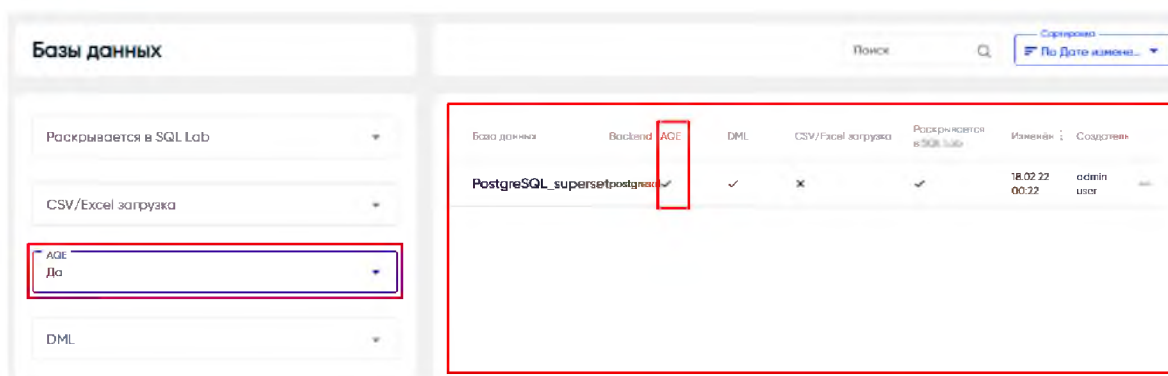 Базы данных
Поиск
Сортировка
По Дате измене...
Раскрывается в SQL Lab
CSV/Excel загрузка
AQE
Да
DML
База данных Backend AQE DML CSV/Excel загрузка Раскрывается в SQL Lab Изменён Создатель
PostgreSQL_superset postgresql 18.02.22 00:22 admin user